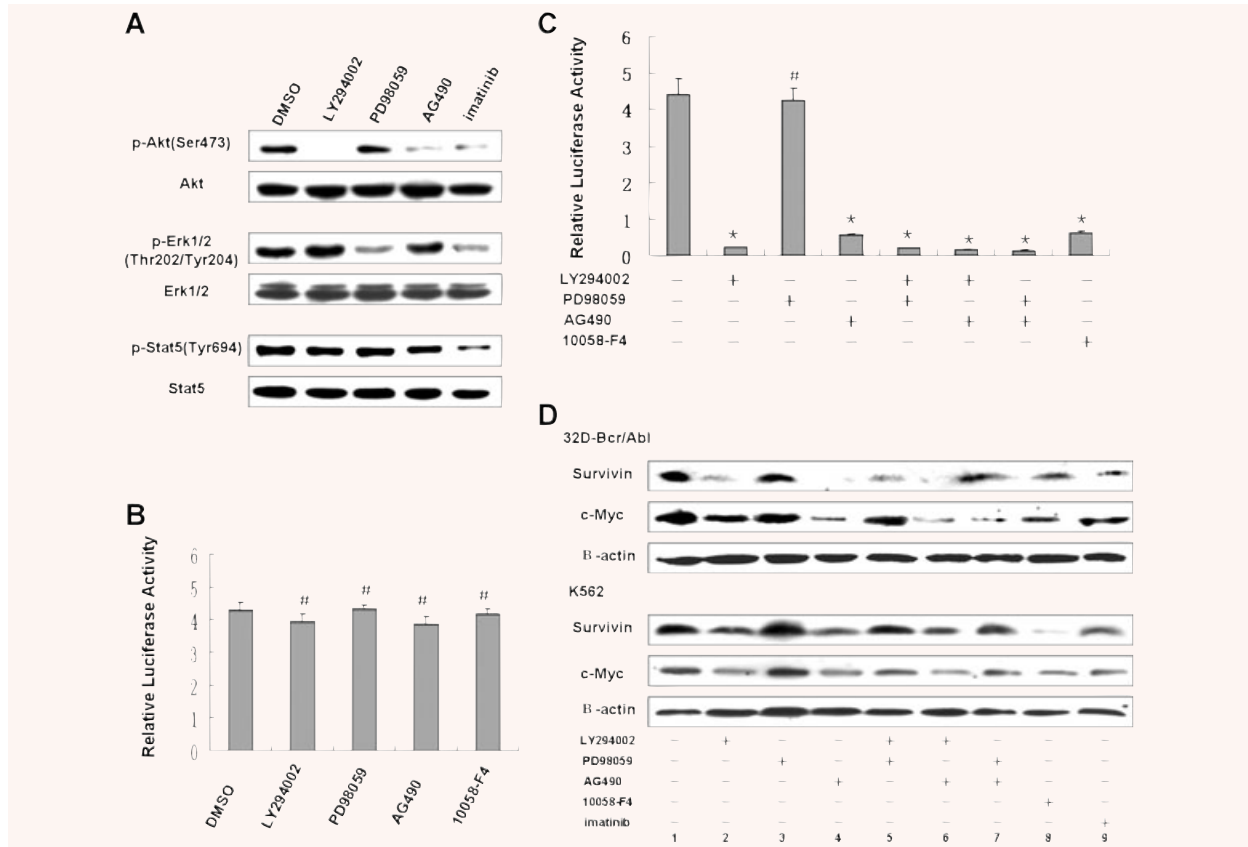 A
DMSO
LY294002
PD98059
AG490
imatinib
p-Akt(Ser473)
Akt
p-Erk1/2
(Thr202/Tyr204)
Erk1/2
p-Stat5(Tyr694)
Stat5
B
Relative Luciferase Activity
6
5
4
3
2
1
0
# # # #
DMSO
LY294002
PD98059
AG490
10058-F4
C
Relative Luciferase Activity
6
5
4
3
2
1
0
* # * * * * *
LY294002 – + – – + + – –
PD98059 – – + – + – + –
AG490 – – – + – + + –
10058-F4 – – – – – – – +
D
32D-Bcr/Abl
Survivin
c-Myc
B-actin
K562
Survivin
c-Myc
B-actin
LY294002 – + – – + + – – –
PD98059 – – + – + – + – –
AG490 – – – + – + + – –
10058-F4 – – – – – – – + –
imatinib – – – – – – – – +
1 2 3 4 5 6 7 8 9